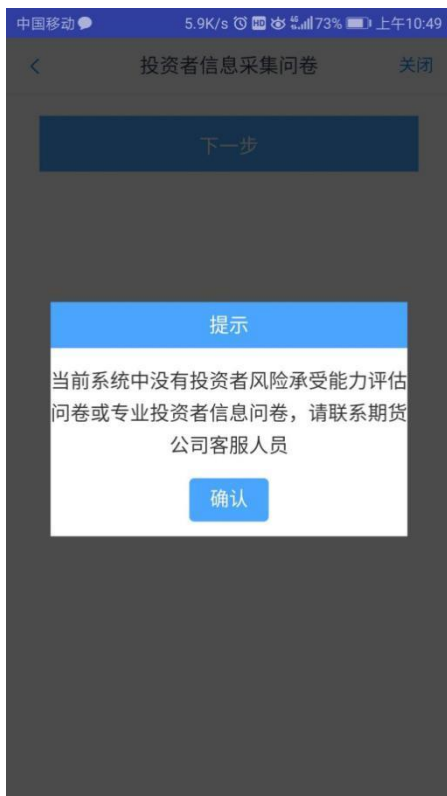 中国移动 5.9K/s HD 46 73% 上午10:49
投资者信息采集问卷 关闭
下一步
提示
当前系统中没有投资者风险承受能力评估
问卷或专业投资者信息问卷，请联系期货
公司客服人员
确认